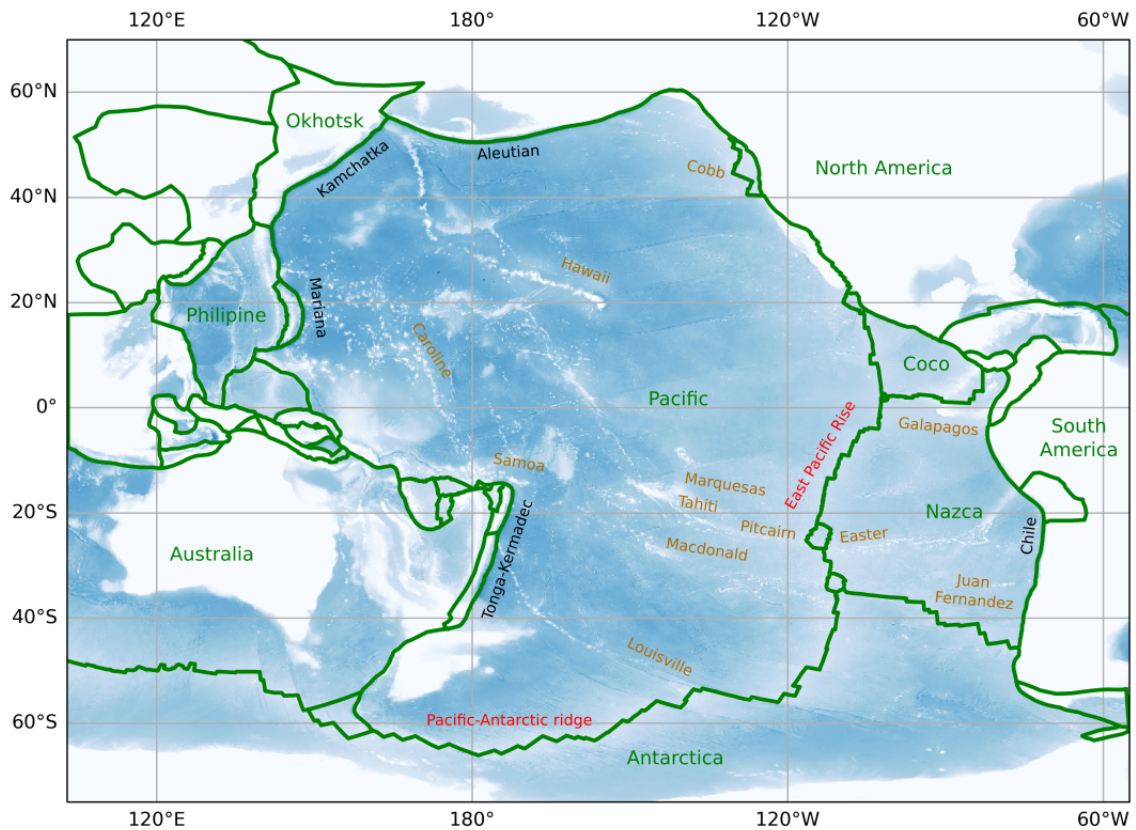 120°E 180° 120°W 60°W
60°N
Okhotsk
Kamchatka
Aleutian
Cobb
North America
40°N
Hawaii
20°N
Philipine
Mariana
Caroline
Coco
Pacific
0°
East Pacific Rise
Galapagos
South
America
Samoa
Marquesas
Tahiti
20°S
Pitcairn
Easter
Nazca
Chile
Australia
Tonga-Kermadec
Macdonald
Juan
Fernandez
40°S
Louisville
60°S
Pacific-Antarctic ridge
Antarctica
120°E 180° 120°W 60°W